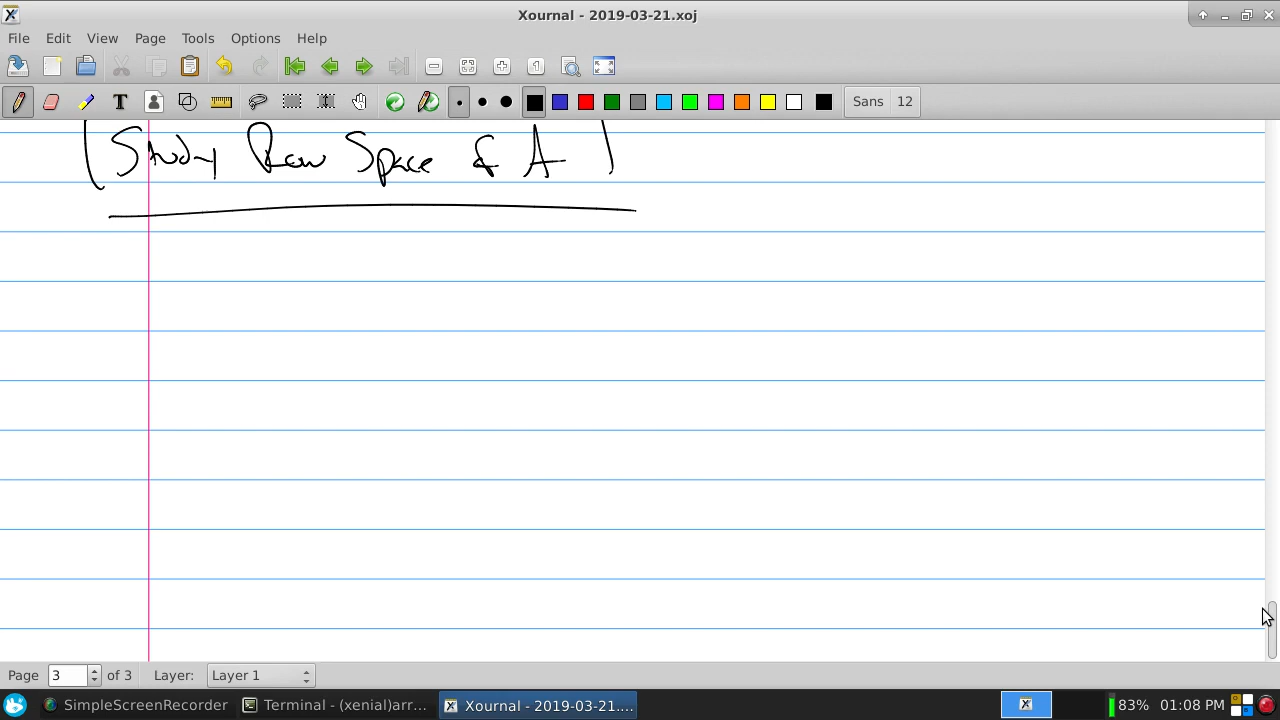 Xournal - 2019-03-21.xoj
File Edit View Page Tools Options Help
T Sans 12
(Study Row Space of A)
Page 3 of 3 Layer: Layer 1
SimpleScreenRecorder Terminal - (xenial)arr... Xournal - 2019-03-21.... 83% 01:08 PM